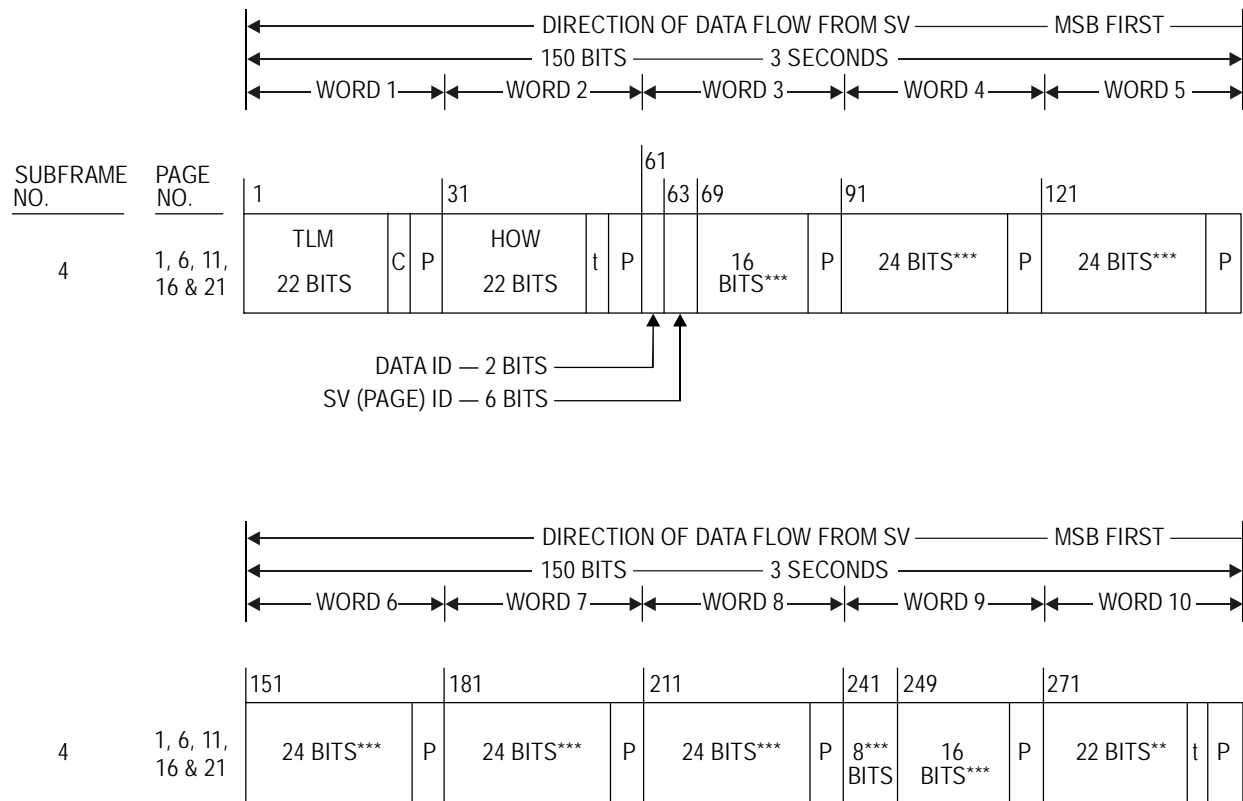 DIRECTION OF DATA FLOW FROM SV MSB FIRST
150 BITS 3 SECONDS
WORD 1 WORD 2 WORD 3 WORD 4 WORD 5
SUBFRAME NO. PAGE NO. 1 31 61 63 69 91 121
4 1, 6, 11, 16 & 21 TLM 22 BITS C P HOW 22 BITS t P 16 BITS*** P 24 BITS*** P 24 BITS*** P
DATA ID — 2 BITS
SV (PAGE) ID — 6 BITS
DIRECTION OF DATA FLOW FROM SV MSB FIRST
150 BITS 3 SECONDS
WORD 6 WORD 7 WORD 8 WORD 9 WORD 10
151 181 211 241 249 271
4 1, 6, 11, 16 & 21 24 BITS*** P 24 BITS*** P 24 BITS*** P 8*** BITS 16 BITS*** P 22 BITS** t P